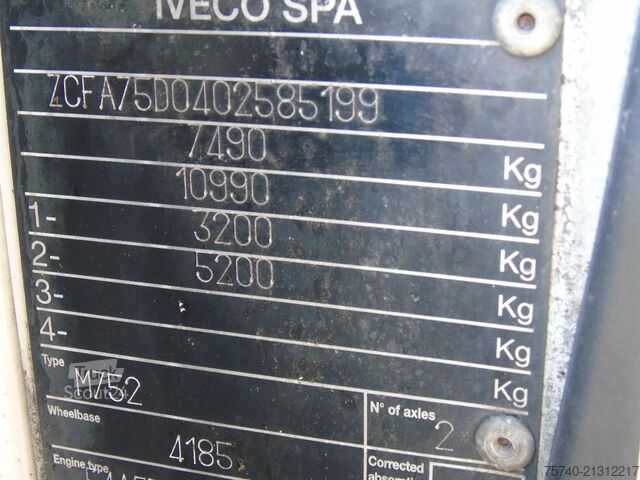 IVECO SPA
ZCFA75D0402585199
7490 Kg
10990 Kg
1- 3200 Kg
2- 5200 Kg
3- Kg
4- Kg
Type M752
N° of axles 2
Wheelbase 4185
Engine type
Corrected
absorption
75740-21312217